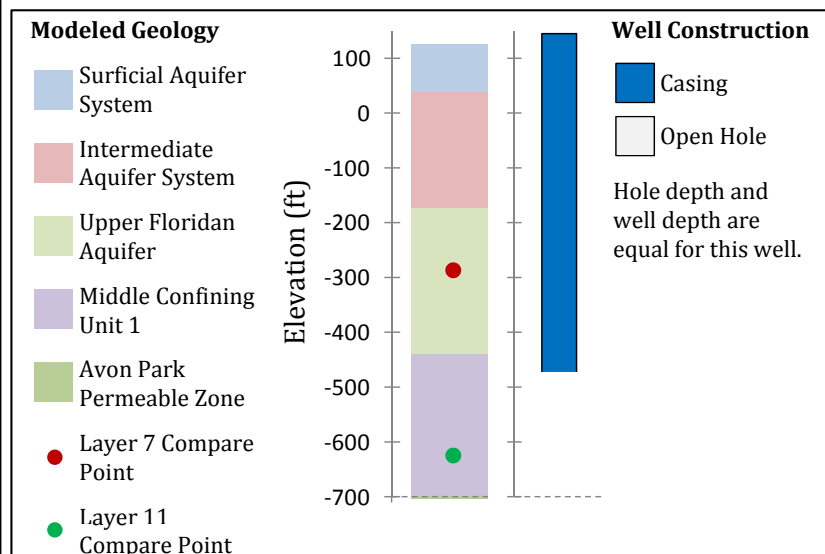 Modeled Geology
Surficial Aquifer
System
Intermediate
Aquifer System
Upper Floridan
Aquifer
Middle Confining
Unit 1
Avon Park
Permeable Zone
Layer 7 Compare
Point
Layer 11
Compare Point
Elevation (ft)
100
0
-100
-200
-300
-400
-500
-600
-700
Well Construction
Casing
Open Hole
Hole depth and
well depth are
equal for this well.